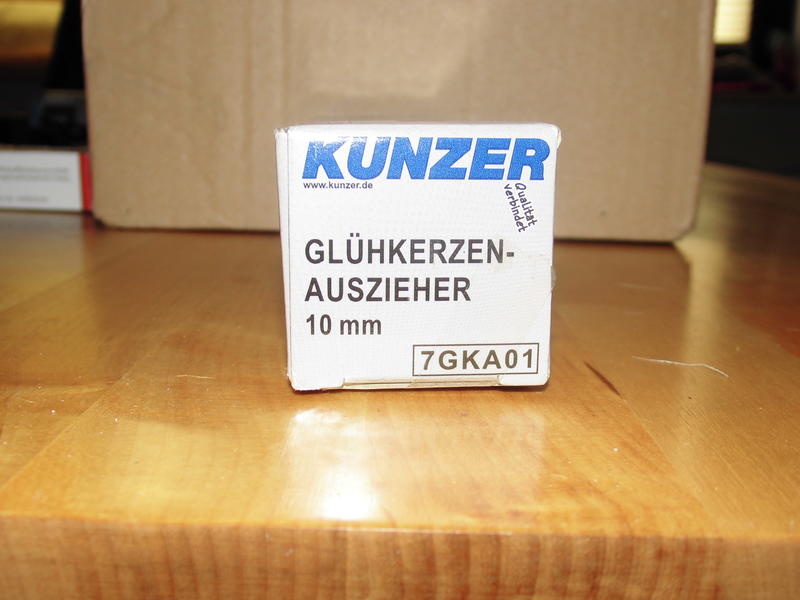 KUNZER
www.kunzer.de
Qualität
verbindet
GLÜHKERZEN-
AUSZIEHER
10 mm
7GKA01